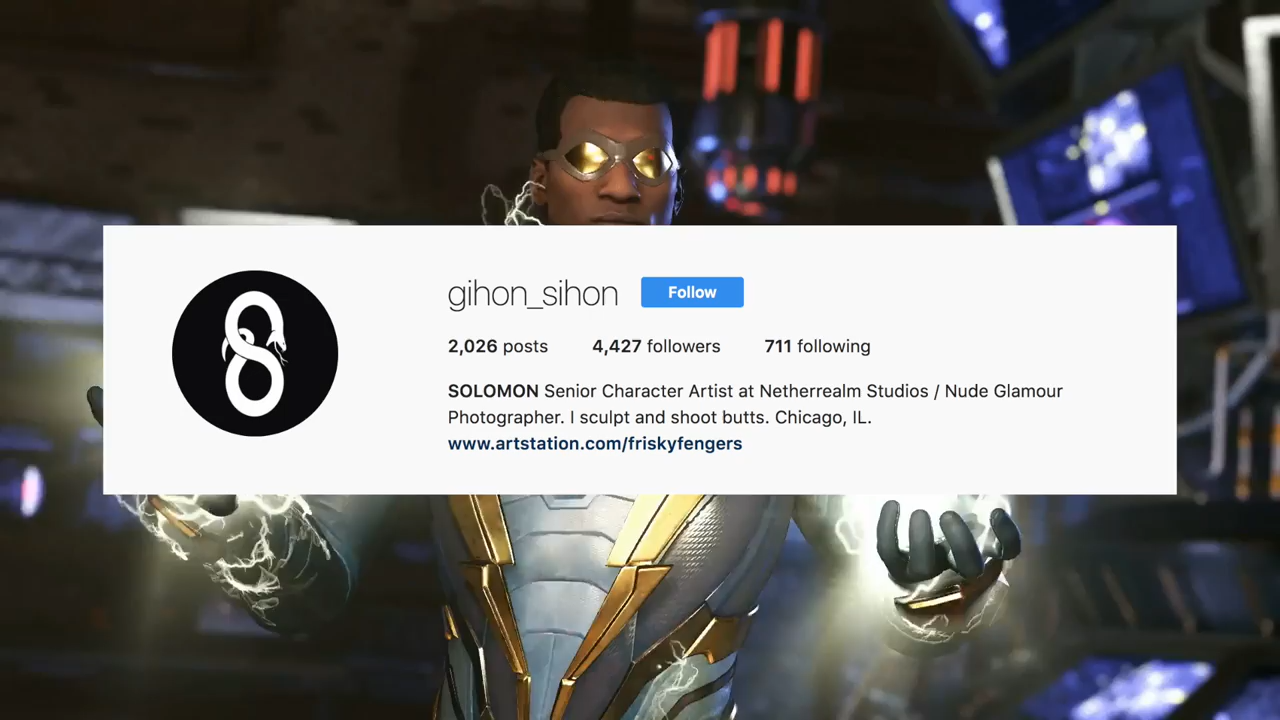 gihon_sihon Follow
2,026 posts 4,427 followers 711 following
SOLOMON Senior Character Artist at Netherrealm Studios / Nude Glamour
Photographer. I sculpt and shoot butts. Chicago, IL.
www.artstation.com/friskyfengers